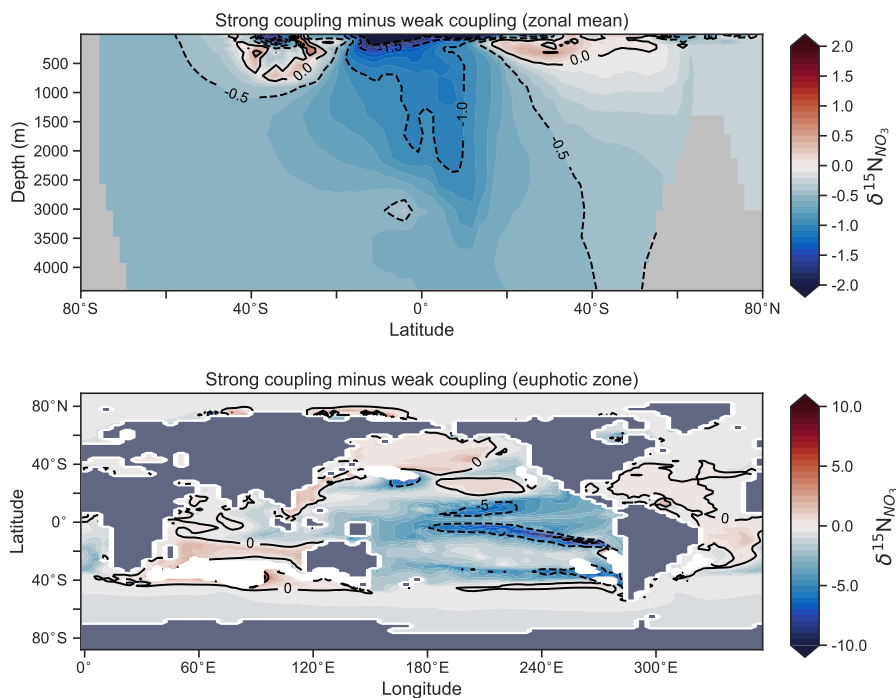 Strong coupling minus weak coupling (zonal mean)
500
1000
1500
2000
2500
3000
3500
4000
Depth (m)
-0.5
0.0
-1.5
-1.0
0.0
-0.5
80°S
40°S
0°
40°N
80°N
Latitude
2.0
1.5
1.0
0.5
0.0
-0.5
-1.0
-1.5
-2.0
δ¹⁵N_{NO₃}
Strong coupling minus weak coupling (euphotic zone)
80°N
40°N
0°
40°S
80°S
Latitude
0
-5
0
0
0
0°
60°E
120°E
180°E
240°E
300°E
Longitude
10.0
5.0
0.0
-5.0
-10.0
δ¹⁵N_{NO₃}